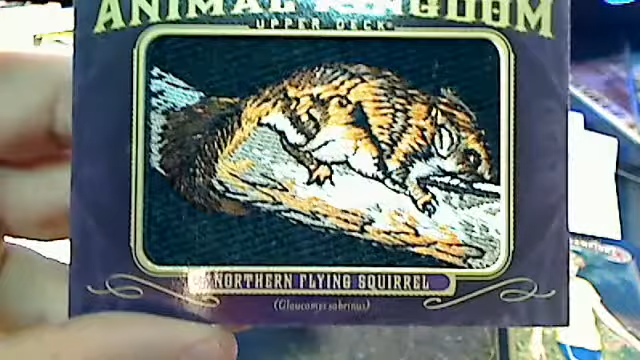 ANIMAL KINGDOM
UPPER DECK
NORTHERN FLYING SQUIRREL
(Glaucomys sabrinus)